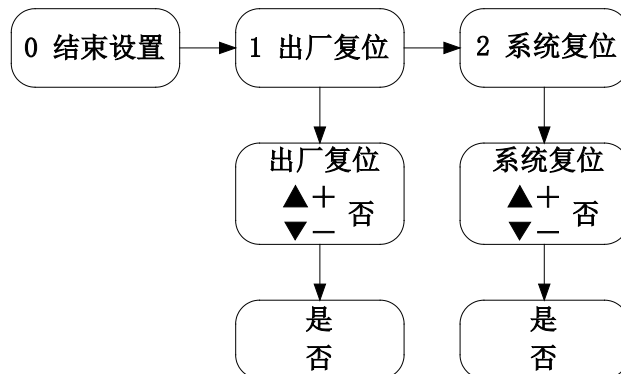 0 结束设置
1 出厂复位
2 系统复位
出厂复位
▲+
▼− 否
系统复位
▲+
▼− 否
是
否
是
否